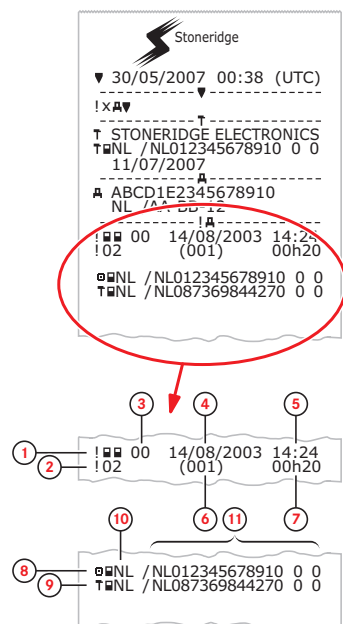 Stoneridge
30/05/2007 00:38 (UTC)
!×
T
T STONERIDGE ELECTRONICS
T NL /NL012345678910 0 0
11/07/2007
A
A ABCD1E2345678910
NL /AA BB-12
!A
! 00 14/08/2003 14:24
!02 (001) 00h20
NL /NL012345678910 0 0
T NL /NL087369844270 0 0
3 4 5
1 ! 00 14/08/2003 14:24
2 !02 (001) 00h20
10 6 11 7
8 NL /NL012345678910 0 0
9 T NL /NL087369844270 0 0